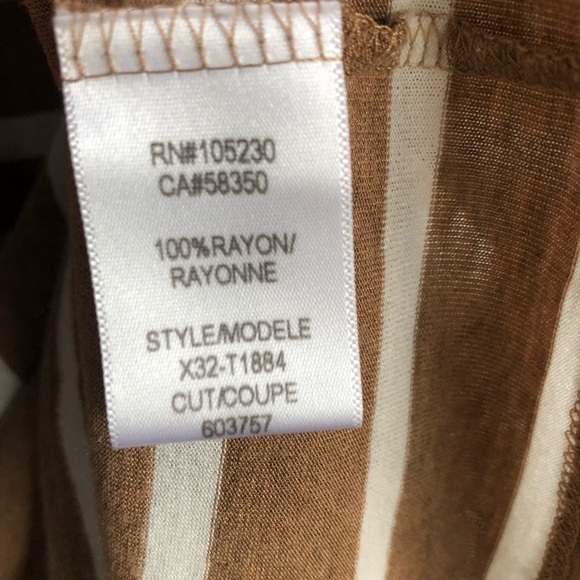 RN#105230
CA#58350
100%RAYON/
RAYONNE
STYLE/MODELE
X32-T1884
CUT/COUPE
603757